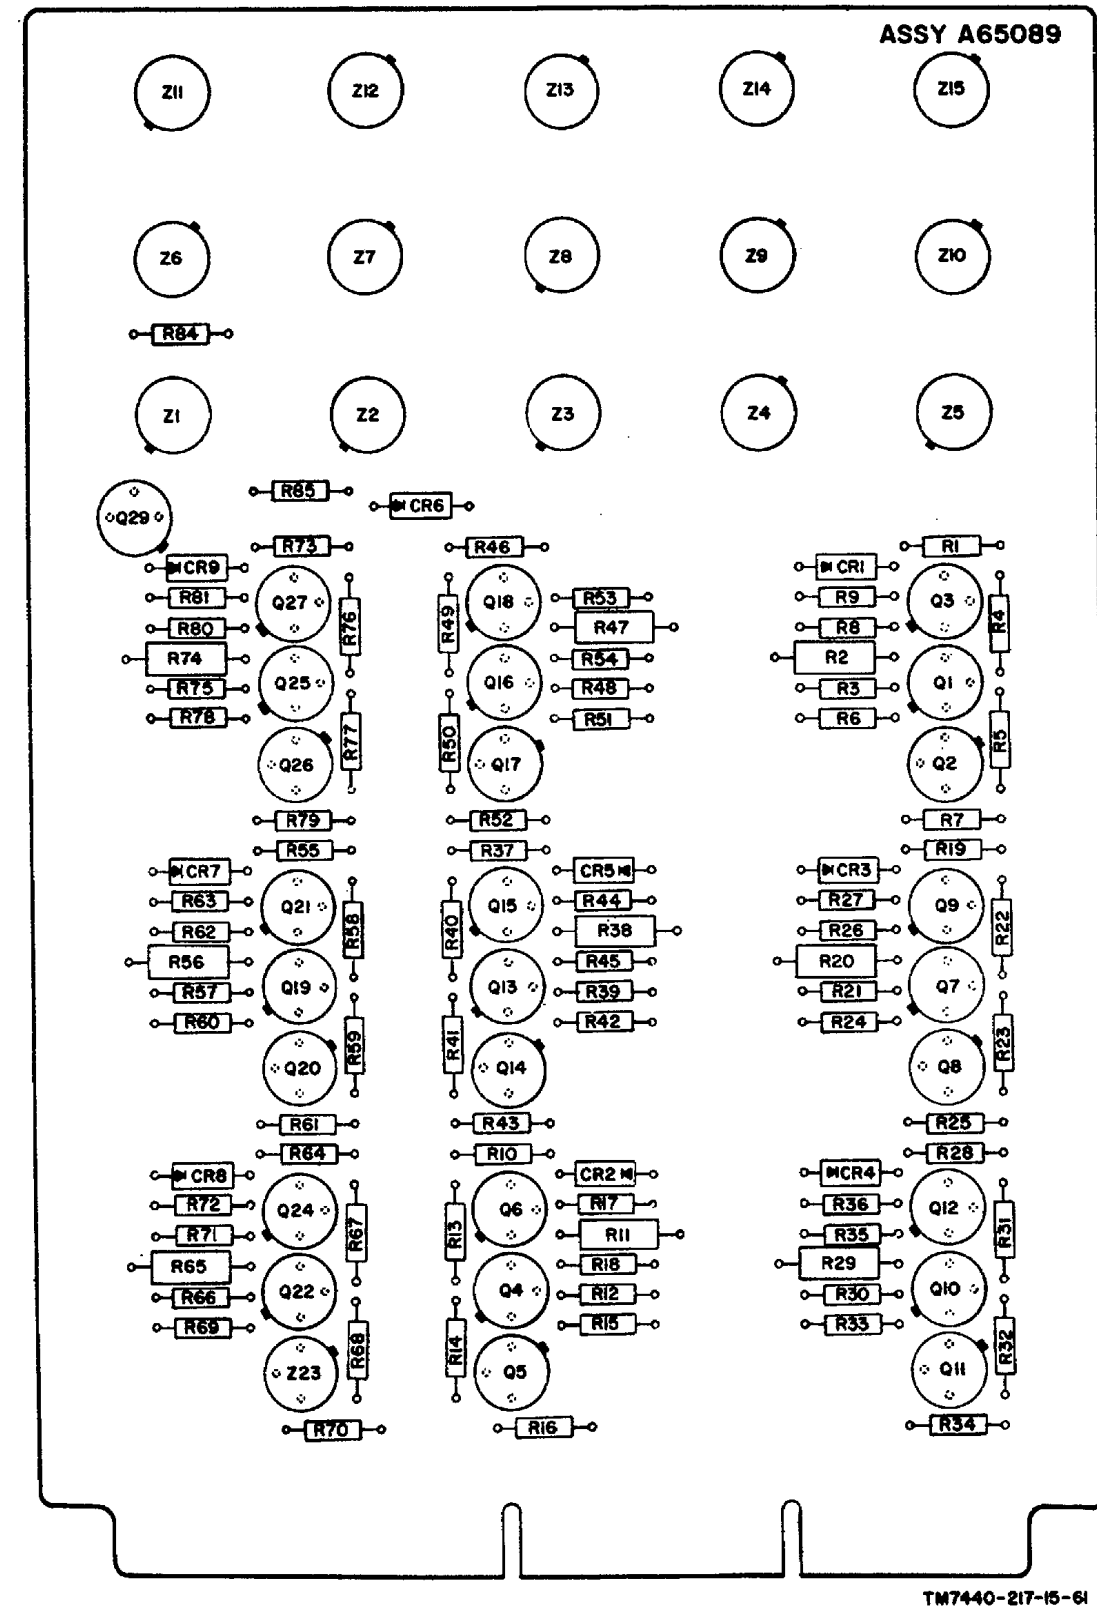 ASSY A65089
Z11 Z12 Z13 Z14 Z15
Z6 Z7 Z8 Z9 Z10
R84
Z1 Z2 Z3 Z4 Z5
R85
CR6
Q29
R73 R46 R1
CR9 CR1
R81 Q27 Q18 R53 R9 Q3
R76 R49 R4
R80 R47 R8
R74 R54 R2
R75 Q25 Q16 R48 R3 Q1
R78 R51 R6
R77 R50 R5
Q26 Q17 Q2
R79 R52 R7
R55 R37 R19
CR7 CR5 CR3
R63 Q21 Q15 R44 R27 Q9
R62 R58 R40 R38 R26 R22
R56 R45 R20
R57 Q19 Q13 R39 R21 Q7
R60 R42 R24
R59 R41 R23
Q20 Q14 Q8
R61 R43 R25
R64 R10 R28
CR8 CR2 CR4
R72 Q24 Q6 R17 R36 Q12
R71 R67 R13 R11 R35 R31
R65 R18 R29
R66 Q22 Q4 R12 R30 Q10
R69 R15 R33
R68 R14 R32
Z23 Q5 Q11
R70 R16 R34
TM7440-217-15-61